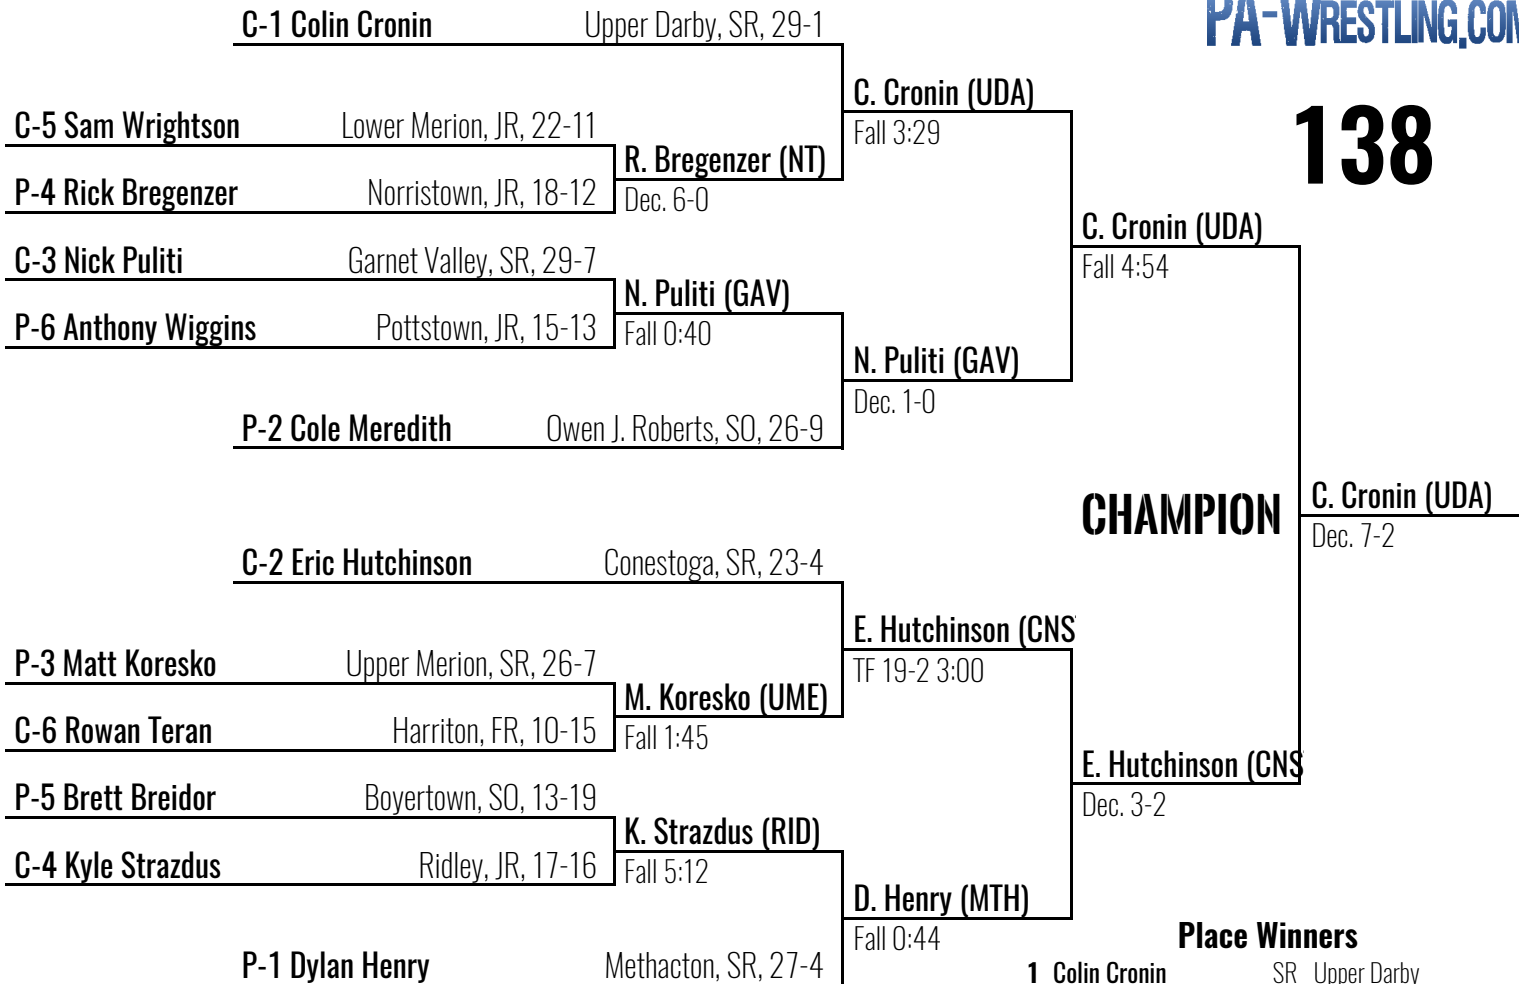 C-1 Colin Cronin Upper Darby, SR, 29-1
PA-WRESTLING.COM
C. Cronin (UDA)
Fall 3:29
138
C-5 Sam Wrightson Lower Merion, JR, 22-11
R. Bregenzer (NT)
Dec. 6-0
P-4 Rick Bregenzer Norristown, JR, 18-12
C. Cronin (UDA)
Fall 4:54
C-3 Nick Puliti Garnet Valley, SR, 29-7
N. Puliti (GAV)
Fall 0:40
P-6 Anthony Wiggins Pottstown, JR, 15-13
N. Puliti (GAV)
Dec. 1-0
P-2 Cole Meredith Owen J. Roberts, SO, 26-9
CHAMPION
C. Cronin (UDA)
Dec. 7-2
C-2 Eric Hutchinson Conestoga, SR, 23-4
E. Hutchinson (CNS
TF 19-2 3:00
P-3 Matt Koresko Upper Merion, SR, 26-7
M. Koresko (UME)
Fall 1:45
C-6 Rowan Teran Harriton, FR, 10-15
E. Hutchinson (CNS
Dec. 3-2
P-5 Brett Breidor Boyertown, SO, 13-19
K. Strazdus (RID)
Fall 5:12
C-4 Kyle Strazdus Ridley, JR, 17-16
D. Henry (MTH)
Fall 0:44
P-1 Dylan Henry Methacton, SR, 27-4
Place Winners
1 Colin Cronin SR Upper Darby